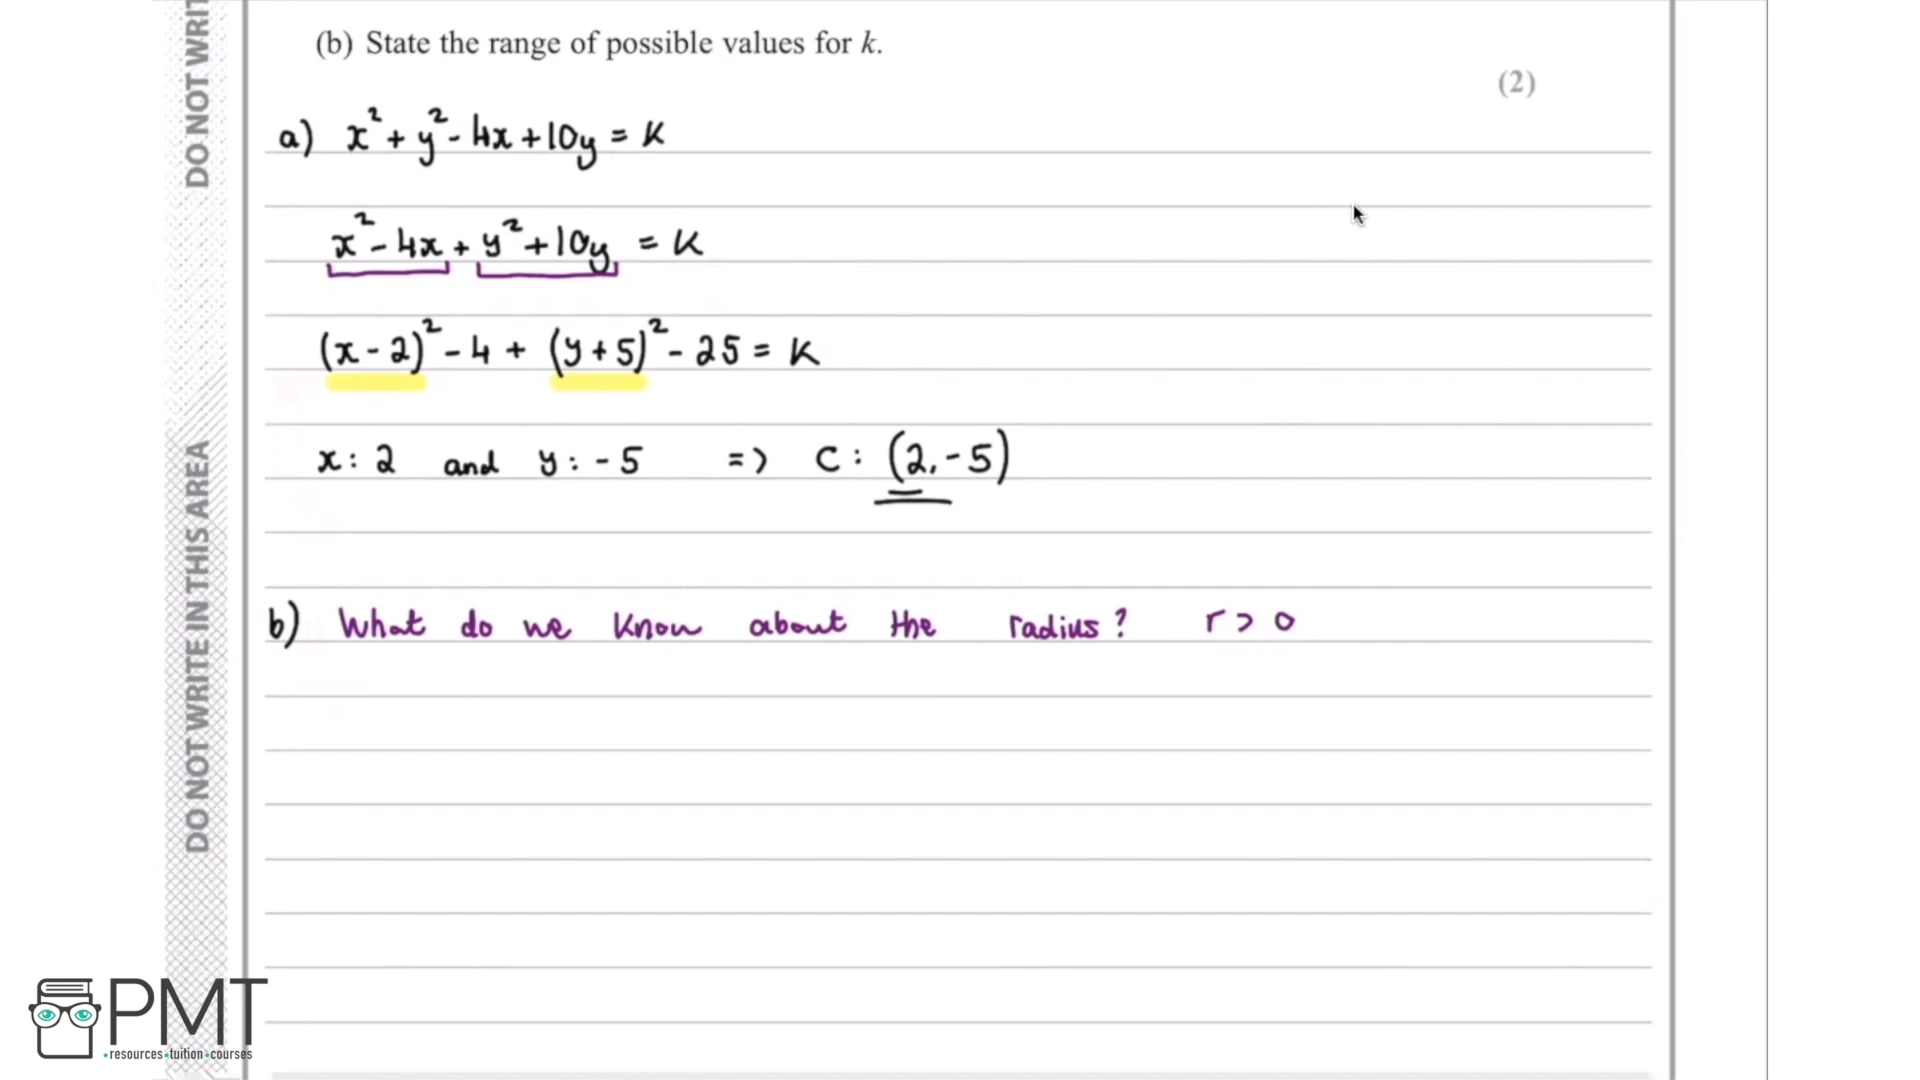 (b) State the range of possible values for k.
(2)
a) x² + y² - 4x + 10y = K
x² - 4x + y² + 10y = K
(x - 2)² - 4 + (y + 5)² - 25 = K
x : 2 and y : - 5 => C : (2, - 5)
b) What do we know about the radius? r > 0
DO NOT WRI
DO NOT WRITE IN THIS AREA
PMT
•resources•tuition•courses